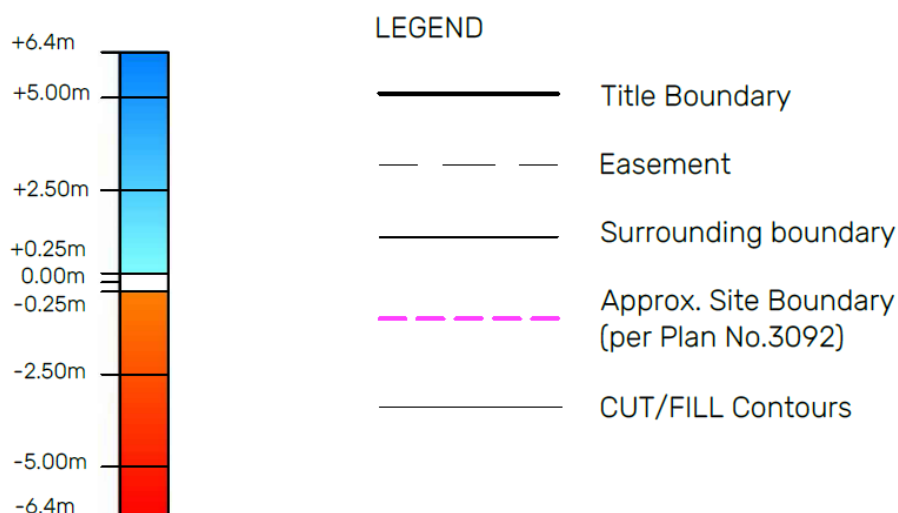 +6.4m
+5.00m
+2.50m
+0.25m
0.00m
-0.25m
-2.50m
-5.00m
-6.4m
LEGEND
Title Boundary
Easement
Surrounding boundary
Approx. Site Boundary
(per Plan No.3092)
CUT/FILL Contours